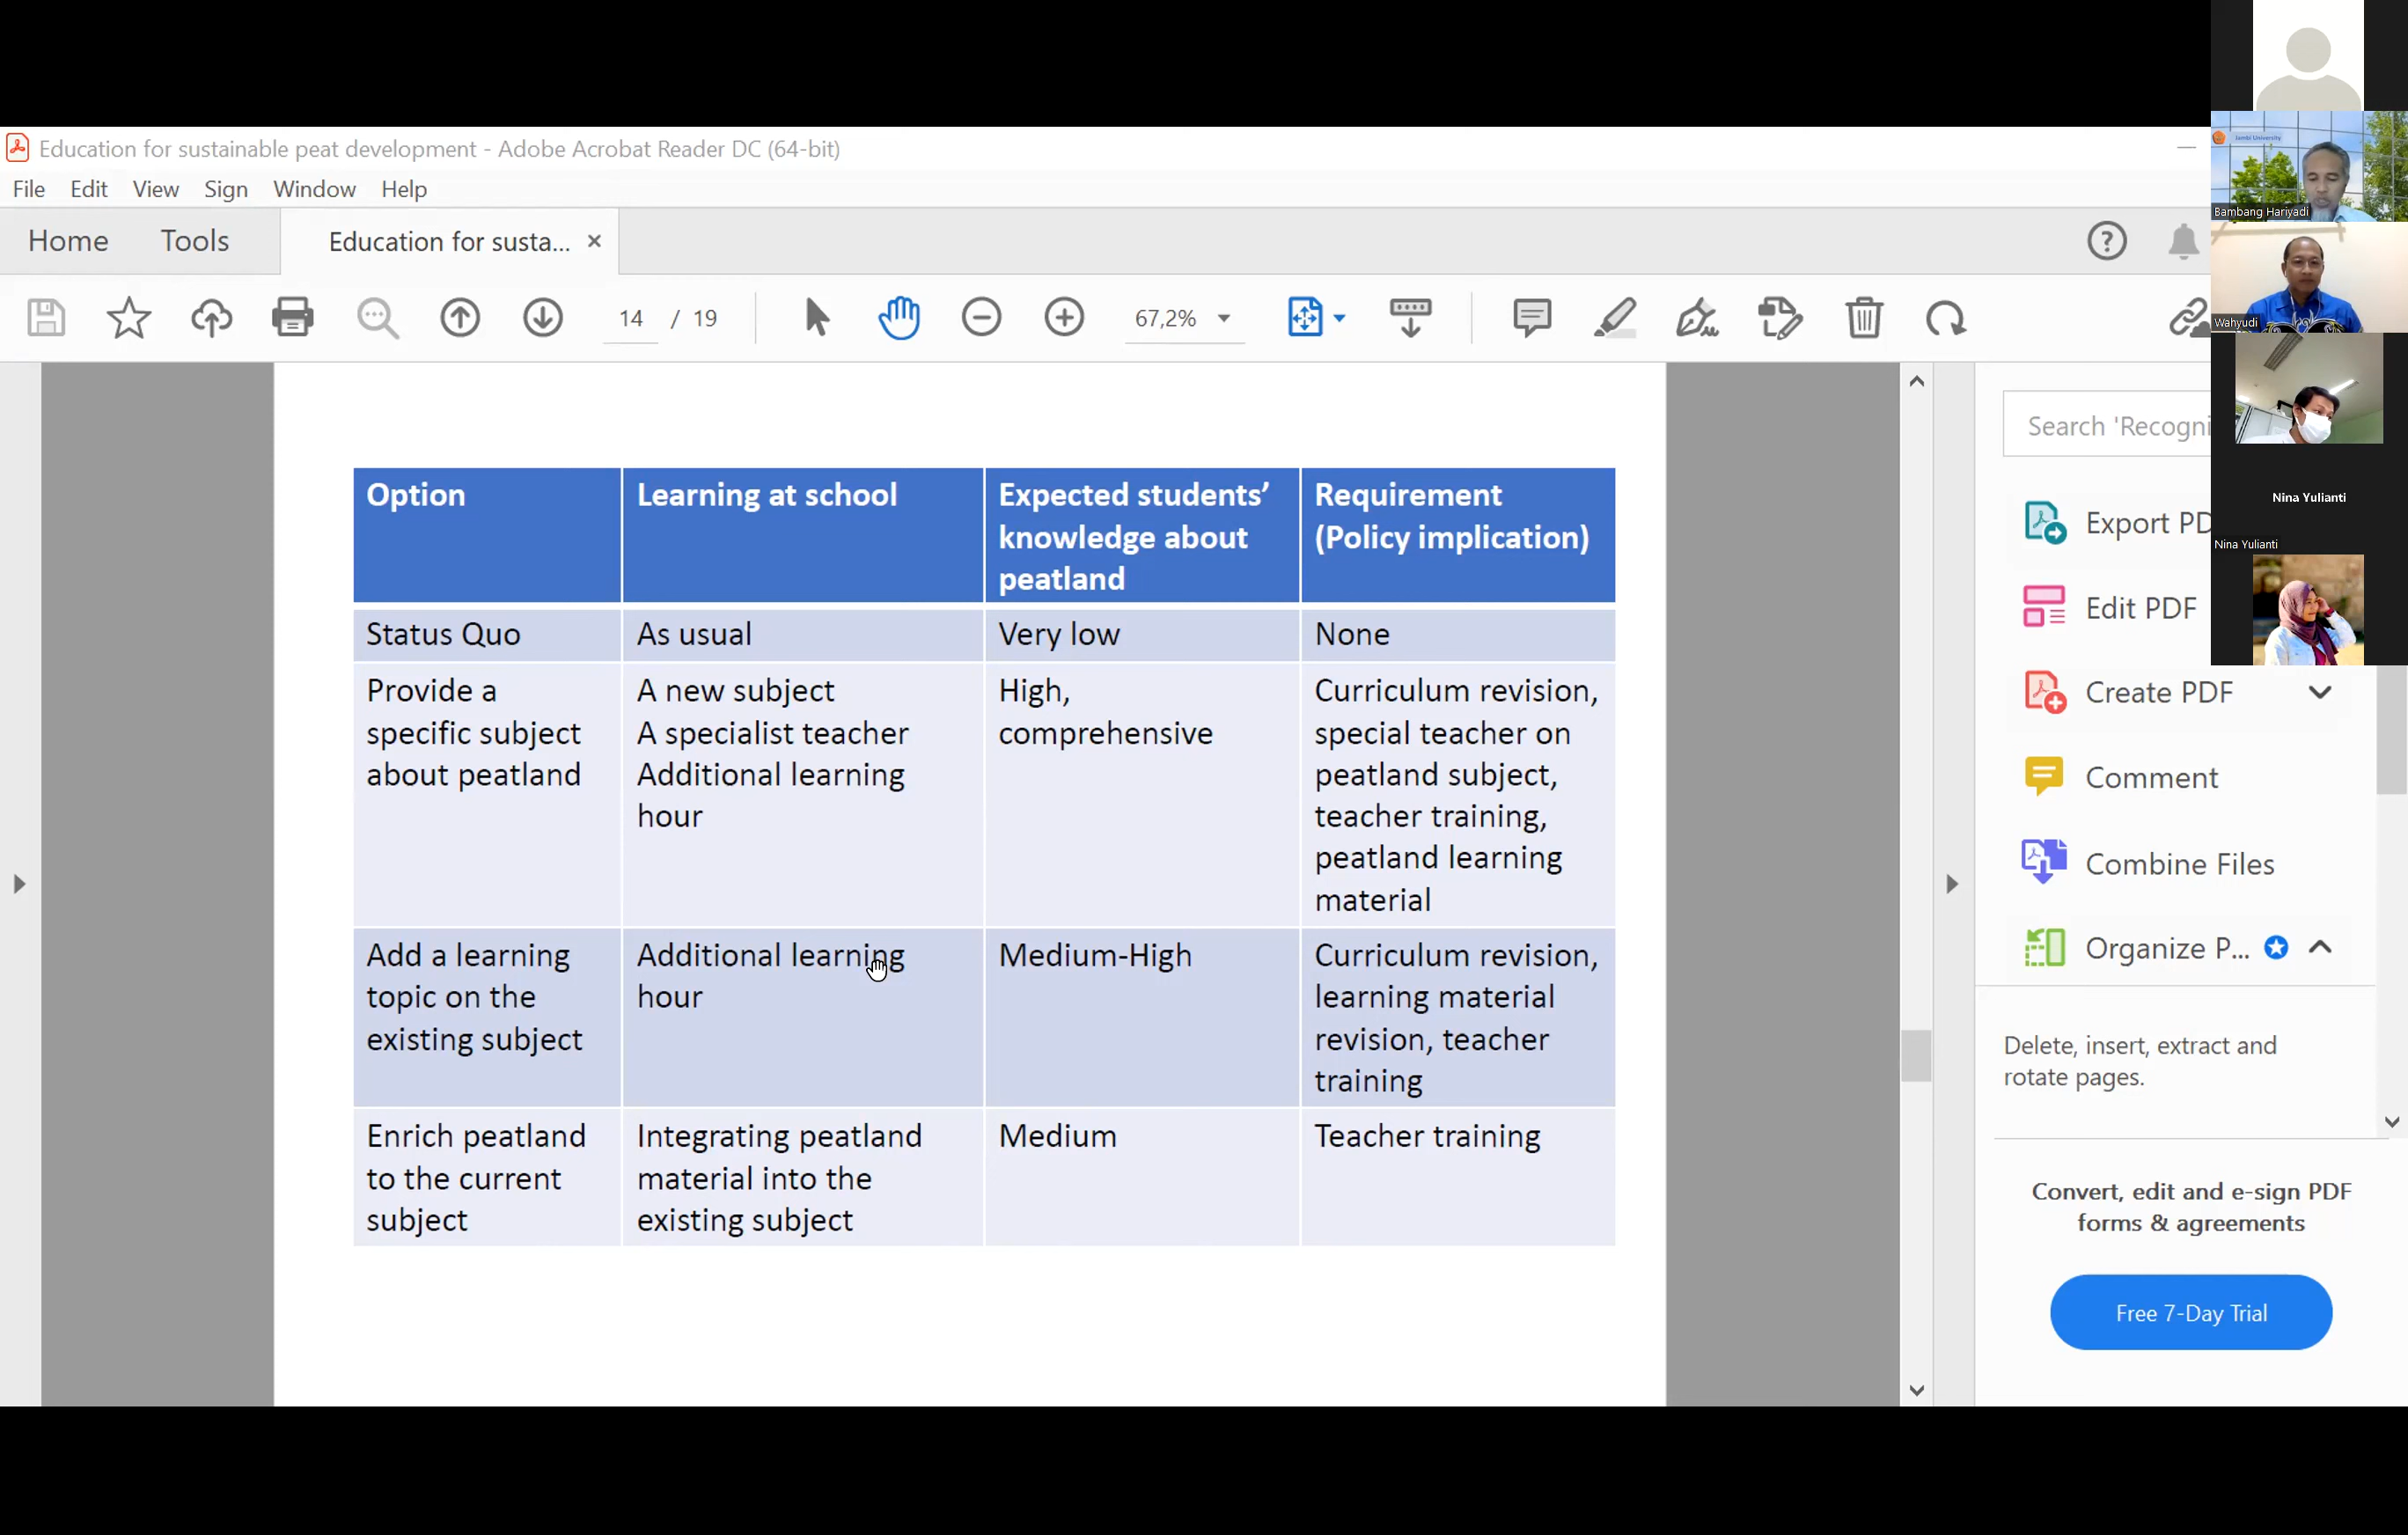 Education for sustainable peat development - Adobe Acrobat Reader DC (64-bit)
File Edit View Sign Window Help
Home Tools Education for susta...
14 / 19 67,2%
Option
Learning at school
Expected students’
knowledge about
peatland
Requirement
(Policy implication)
Status Quo
As usual
Very low
None
Provide a
specific subject
about peatland
A new subject
A specialist teacher
Additional learning
hour
High,
comprehensive
Curriculum revision,
special teacher on
peatland subject,
teacher training,
peatland learning
material
Add a learning
topic on the
existing subject
Additional learning
hour
Medium-High
Curriculum revision,
learning material
revision, teacher
training
Enrich peatland
to the current
subject
Integrating peatland
material into the
existing subject
Medium
Teacher training
Search 'Recogni
Export PD
Edit PDF
Create PDF
Comment
Combine Files
Organize P...
Delete, insert, extract and
rotate pages.
Convert, edit and e-sign PDF
forms & agreements
Free 7-Day Trial
Jambi University
Bambang Hariyadi
Wahyudi
Nina Yulianti
Nina Yulianti